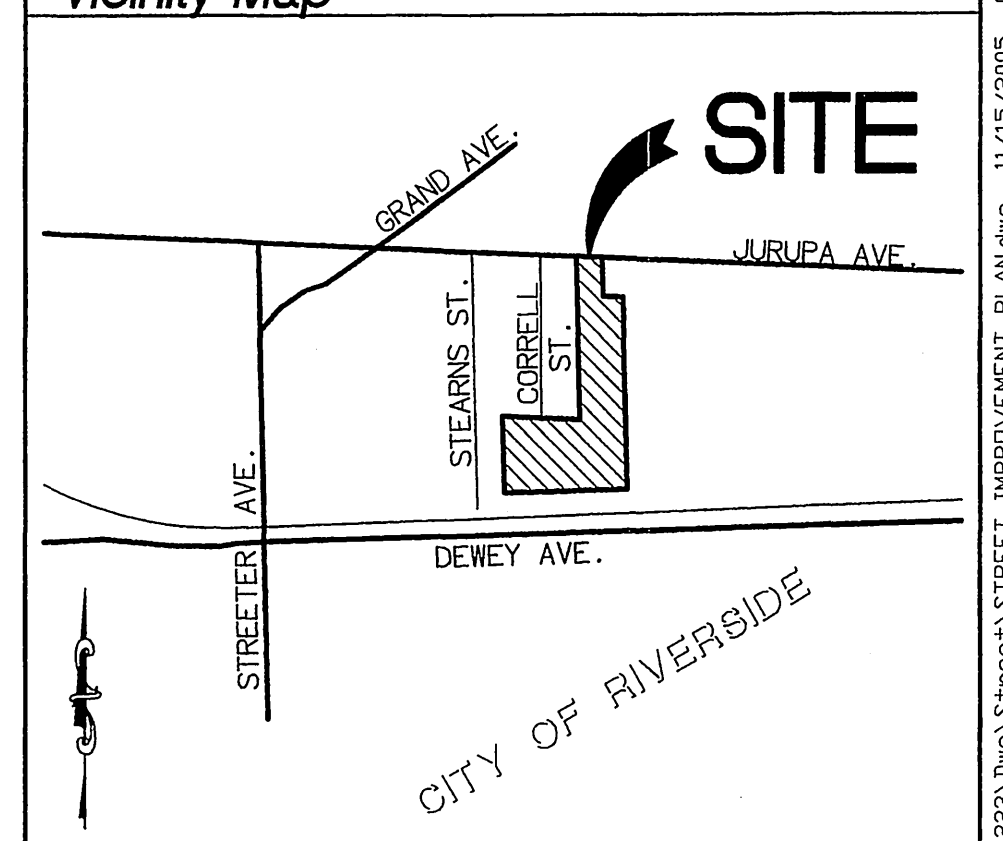 Vicinity Map
SITE
GRAND AVE.
JURUPA AVE.
STEARNS ST.
CORRELL
ST.
STREETER AVE.
DEWEY AVE.
CITY OF RIVERSIDE
Street\STREET IMPROVEMENT PLAN.dwg 11/15/2005